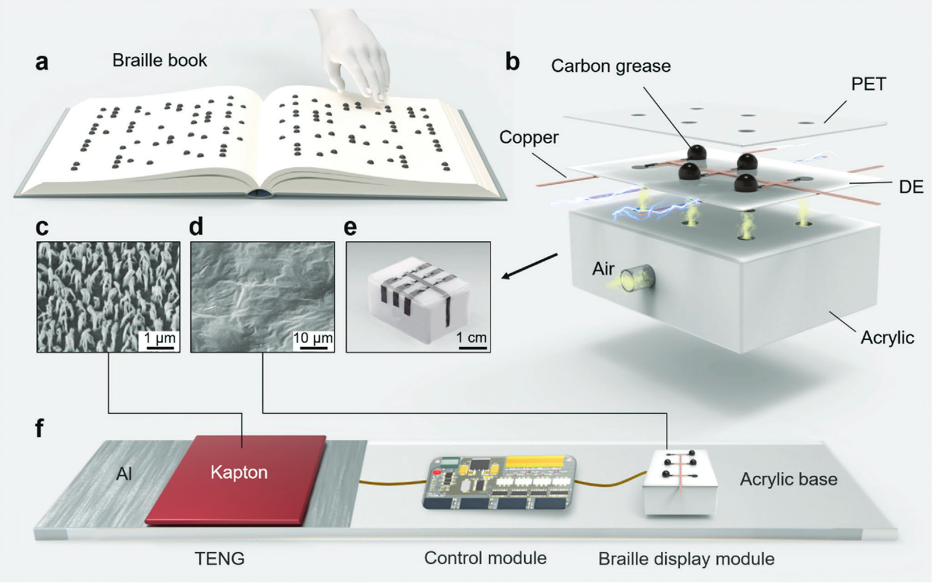 a
Braille book
b
Carbon grease
PET
Copper
DE
Air
Acrylic
c
1 µm
d
10 µm
e
1 cm
f
Al
Kapton
Acrylic base
TENG
Control module
Braille display module